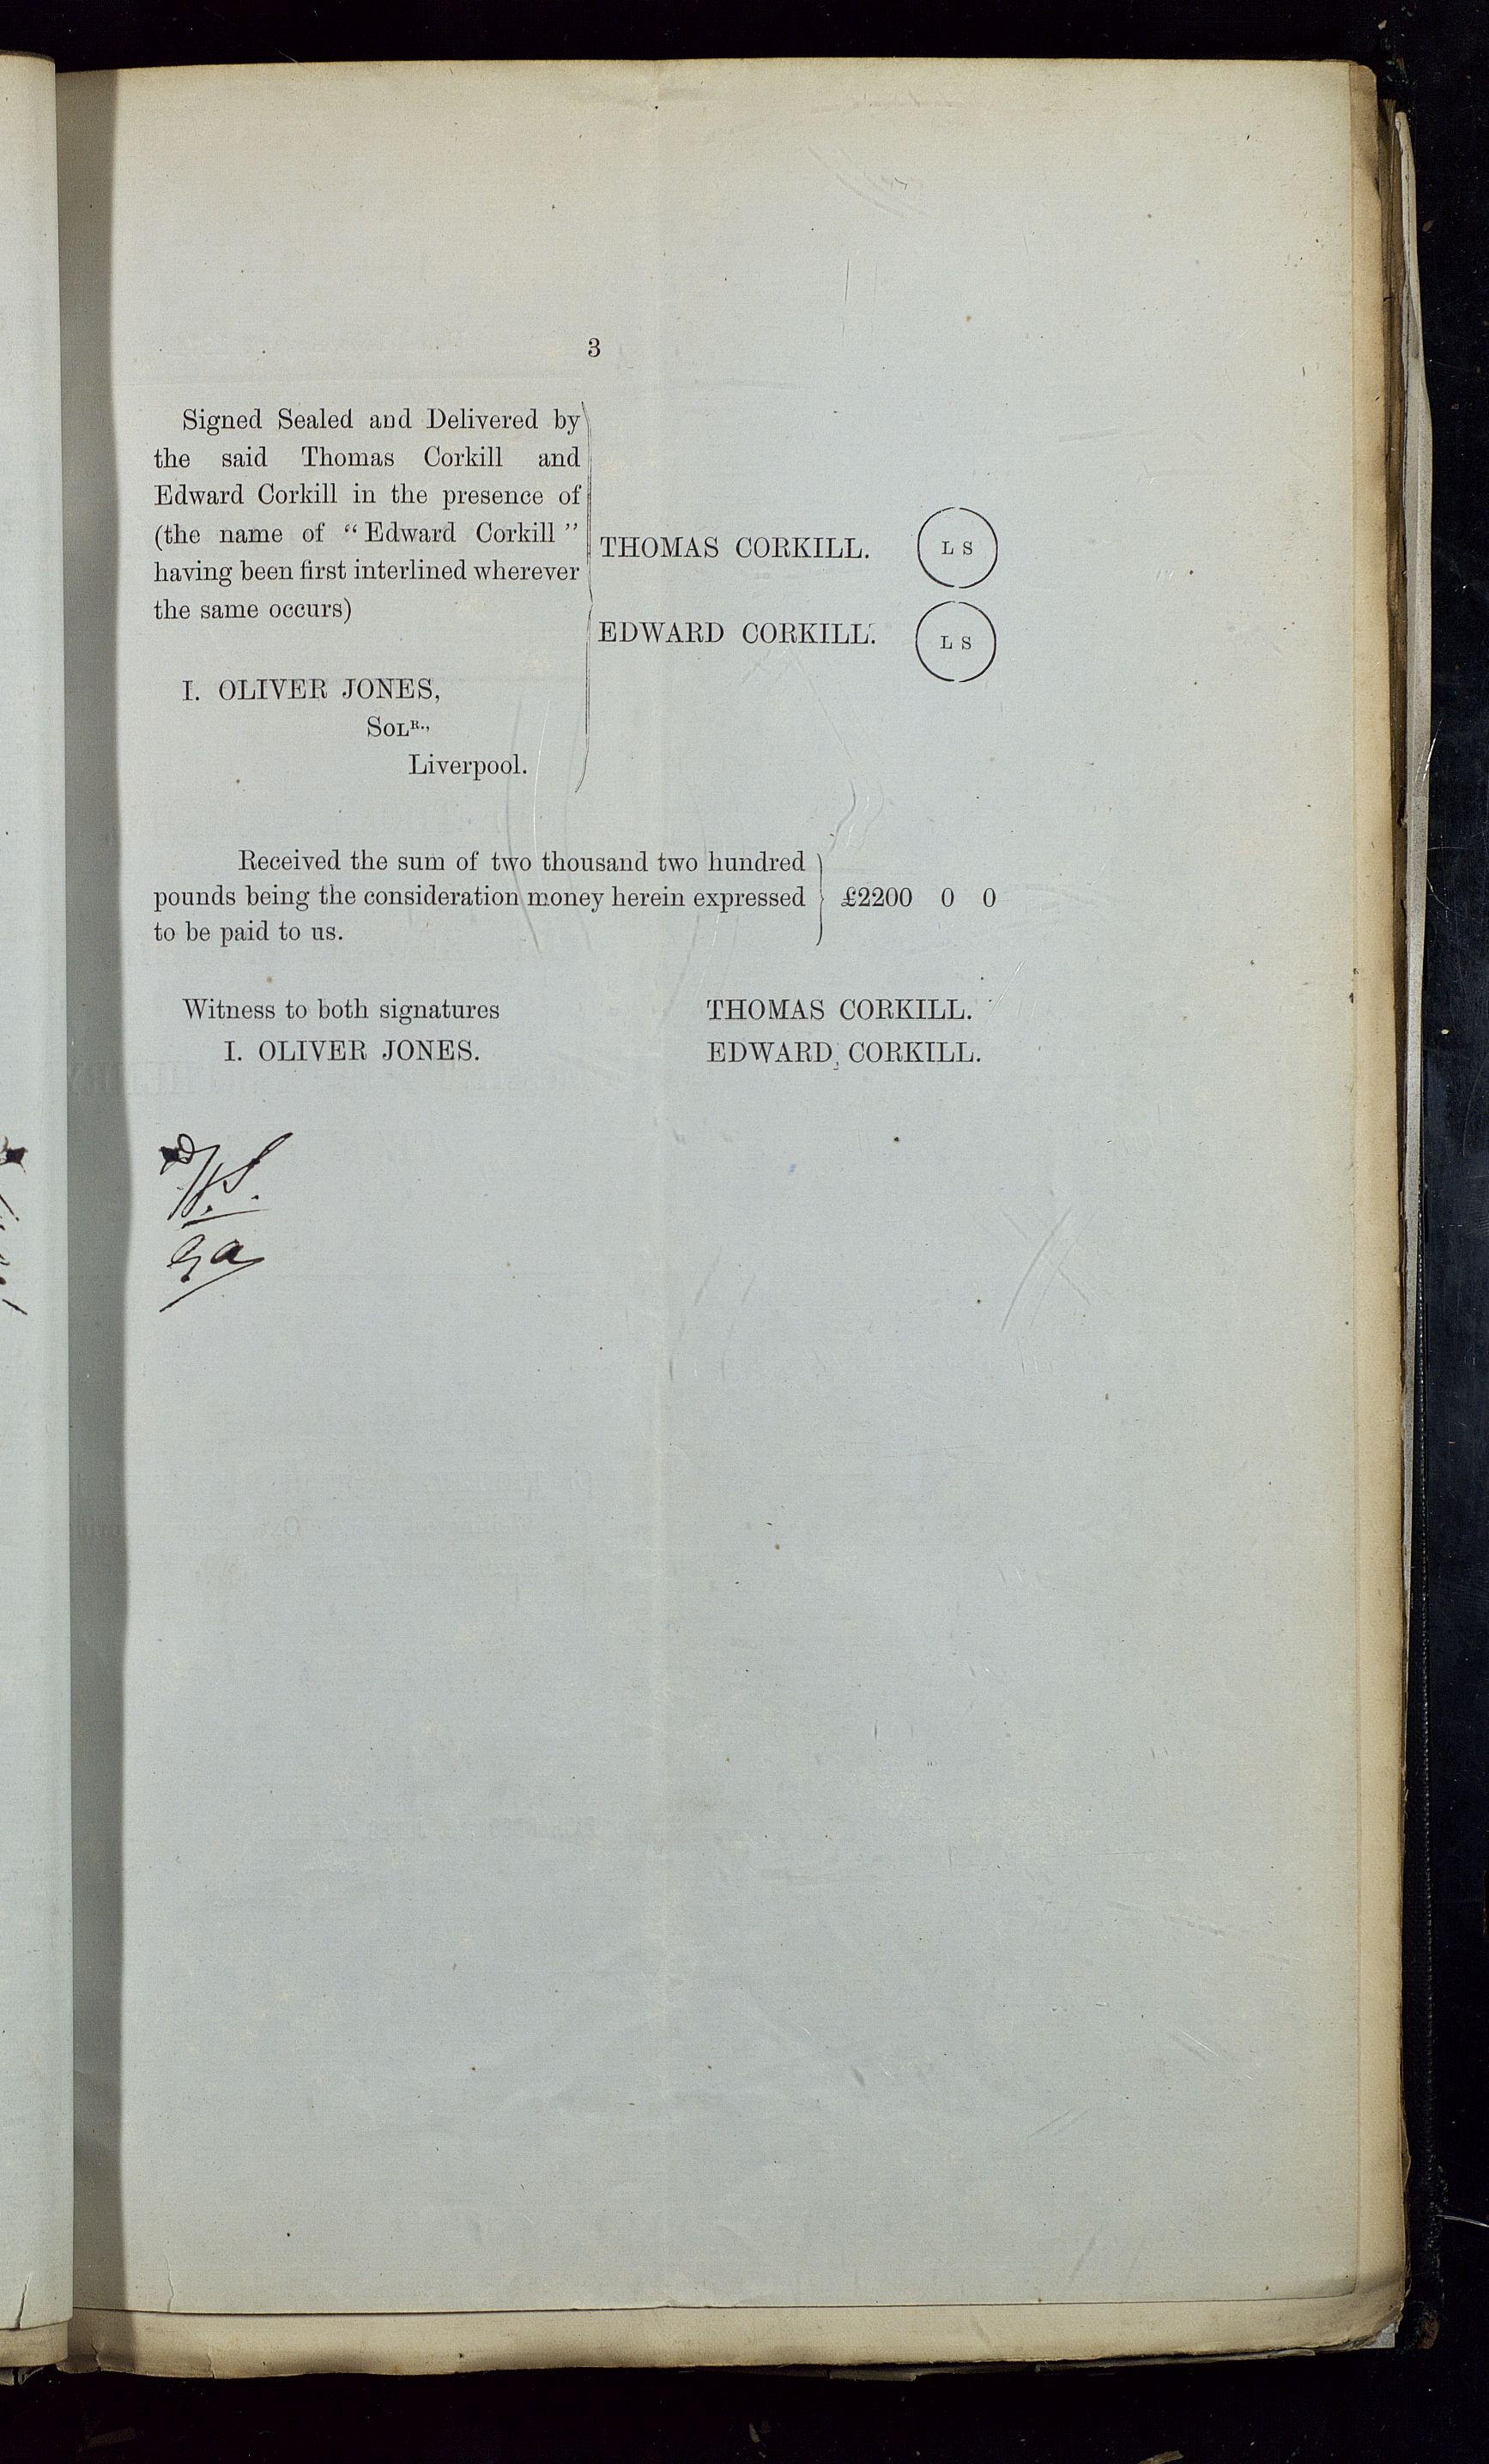 3
Signed Sealed and Delivered by
the said Thomas Corkill and
Edward Corkill in the presence of
(the name of “Edward Corkill”
having been first interlined wherever
the same occurs)
THOMAS CORKILL. L S
EDWARD CORKILL. L S
I. OLIVER JONES,
SOLR.,
Liverpool.
Received the sum of two thousand two hundred
pounds being the consideration money herein expressed
to be paid to us.
£2200 0 0
Witness to both signatures
I. OLIVER JONES.
THOMAS CORKILL.
EDWARD CORKILL.